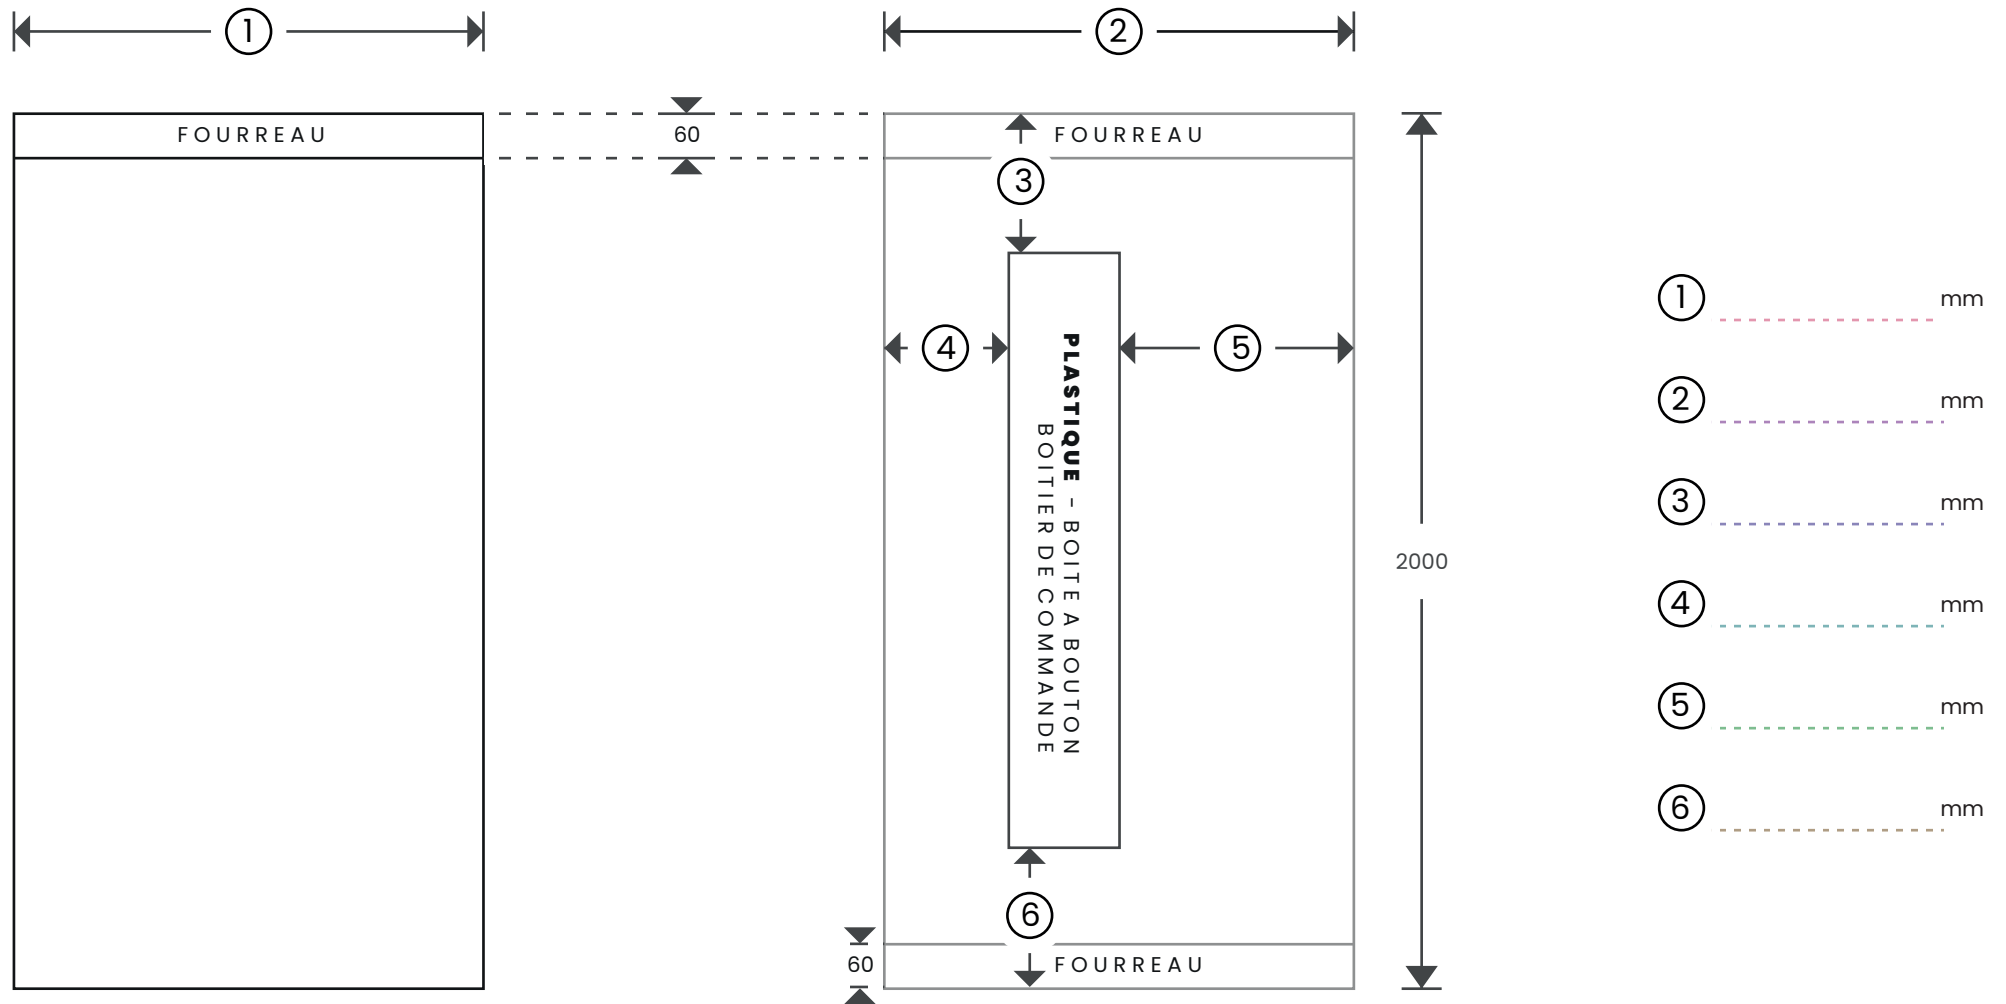 1
2
FOURREAU
60
FOURREAU
3
4
5
PLASTIQUE - BOITE A BOUTON
BOITIER DE COMMANDE
2000
6
60
FOURREAU
1 mm
2 mm
3 mm
4 mm
5 mm
6 mm